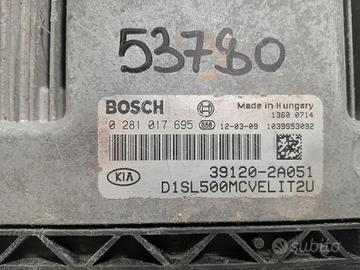 53780
BOSCH
Made in Hungary
1360 0714
0 281 017 695 12-03-09 1039S53092
39120-2A051
KIA
D1SL500MCVELIT2U
subito